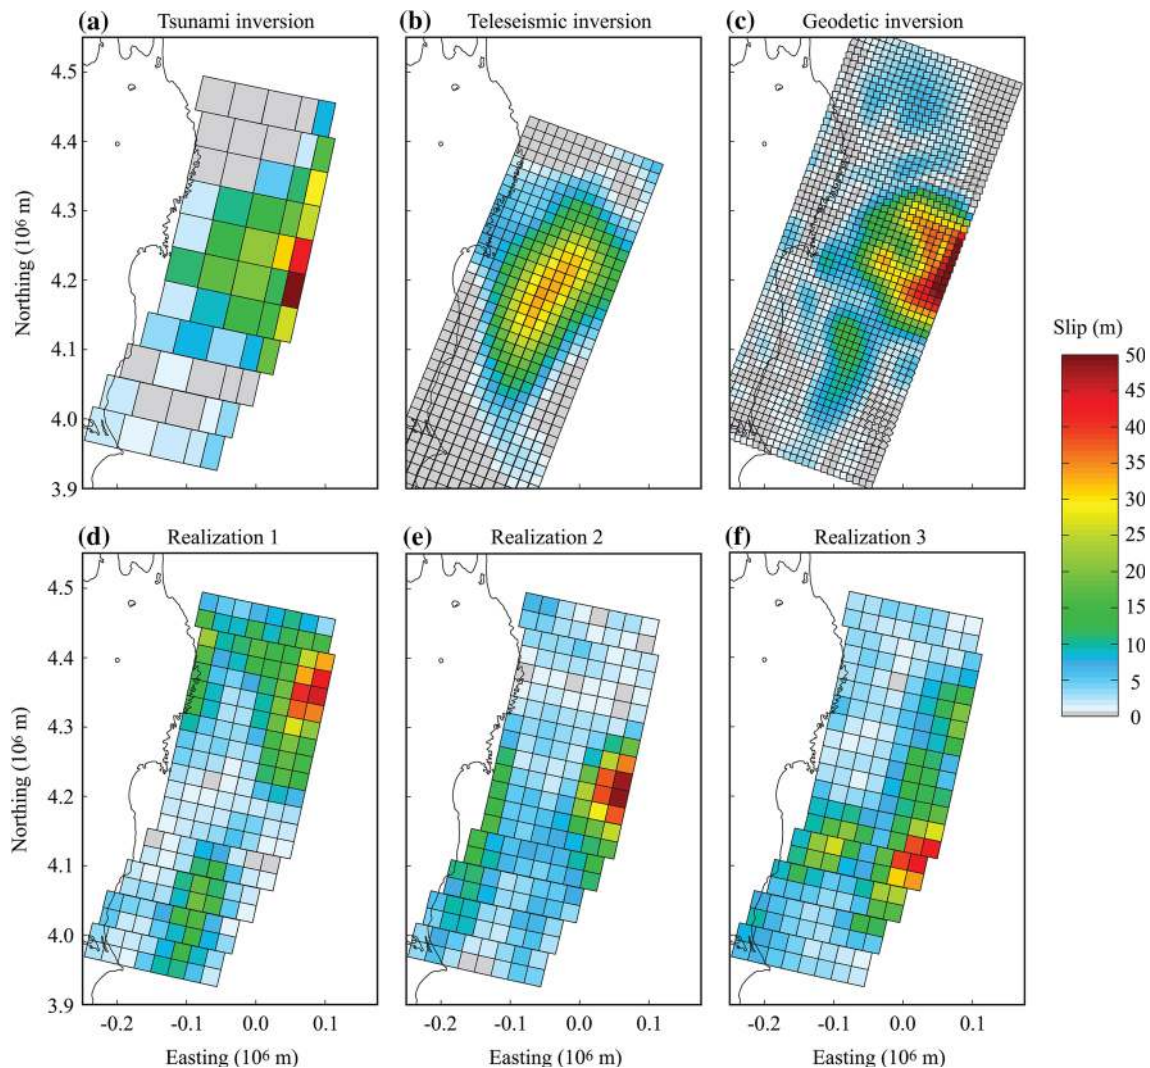 (a) Tsunami inversion
(b) Teleseismic inversion
(c) Geodetic inversion
4.5
4.4
4.3
4.2
4.1
4.0
3.9
Northing (10⁶ m)
Slip (m)
50
45
40
35
30
25
20
15
10
5
0
(d) Realization 1
(e) Realization 2
(f) Realization 3
4.5
4.4
4.3
4.2
4.1
4.0
3.9
Northing (10⁶ m)
-0.2 -0.1 0.0 0.1
-0.2 -0.1 0.0 0.1
-0.2 -0.1 0.0 0.1
Easting (10⁶ m)
Easting (10⁶ m)
Easting (10⁶ m)